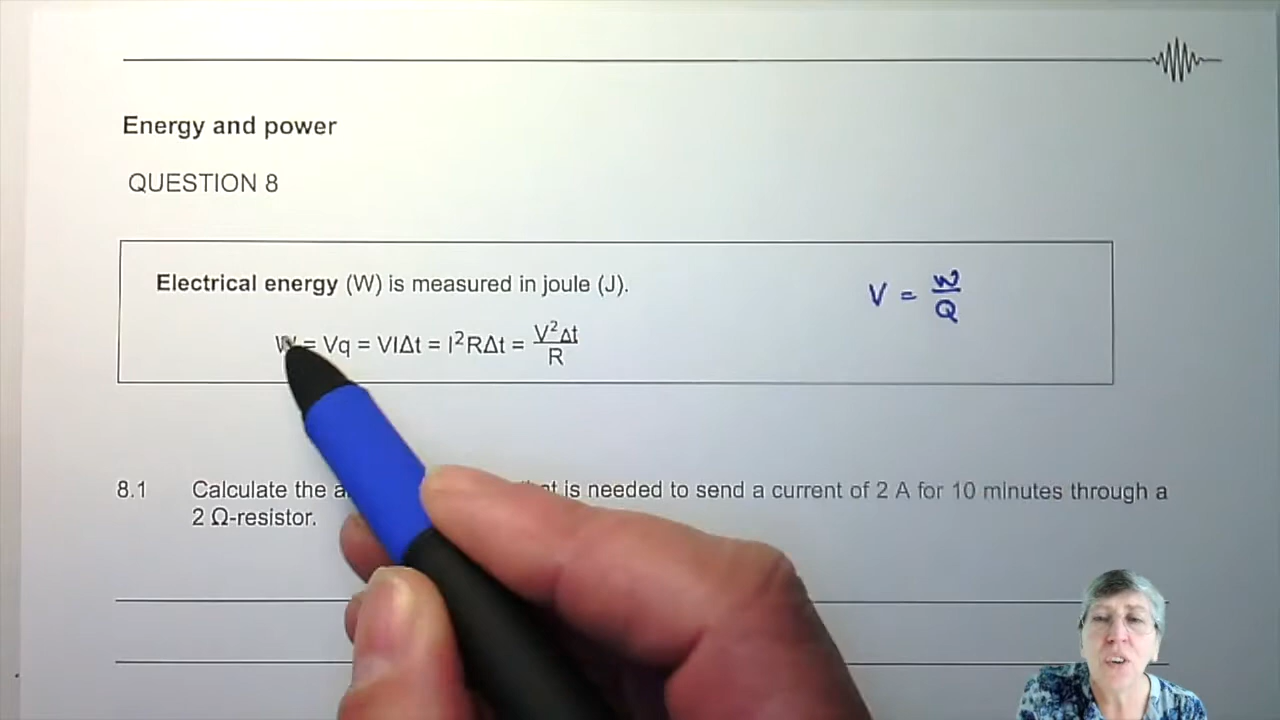 Energy and power
QUESTION 8
Electrical energy (W) is measured in joule (J).
V = W/Q
W = Vq = VIΔt = I²RΔt = V²Δt/R
8.1 Calculate the is needed to send a current of 2 A for 10 minutes through a
2 Ω-resistor.